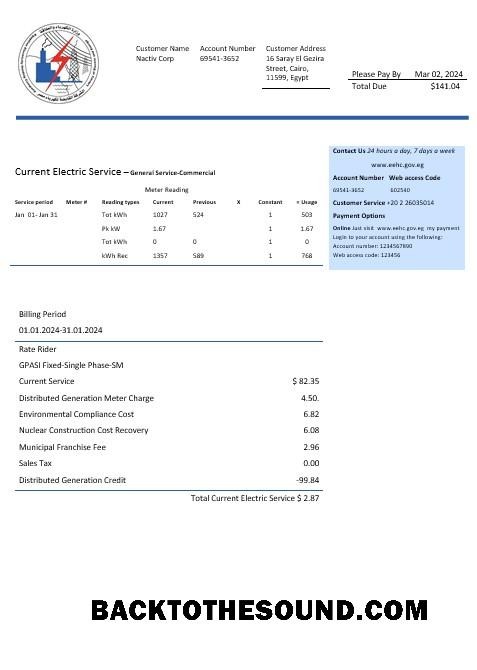 Customer Name Account Number Customer Address
Nactiv Corp 69541-3652 16 Saray El Gezira
Street, Cairo,
11599, Egypt
Please Pay By Mar 02, 2024
Total Due $141.04
Contact Us 24 hours a day, 7 days a week
www.eehc.gov.eg
Account Number Web access Code
69541-3652 602540
Customer Service +20 2 26035014
Payment Options
Online Just visit www.eehc.gov.eg my payment
Login to your account using the following:
Account number: 1234567890
Web access code: 123456
Current Electric Service – General Service-Commercial
Meter Reading
Service period Meter # Reading types Current Previous X Constant = Usage
Jan 01- Jan 31 Tot kWh 1027 524 1 503
Pk kW 1.67 1 1.67
Tot kWh 0 0 1 0
kWh Rec 1357 589 1 768
Billing Period
01.01.2024-31.01.2024
Rate Rider
GPASI Fixed-Single Phase-SM
Current Service $ 82.35
Distributed Generation Meter Charge 4.50.
Environmental Compliance Cost 6.82
Nuclear Construction Cost Recovery 6.08
Municipal Franchise Fee 2.96
Sales Tax 0.00
Distributed Generation Credit -99.84
Total Current Electric Service $ 2.87
BACKTOTHESOUND.COM